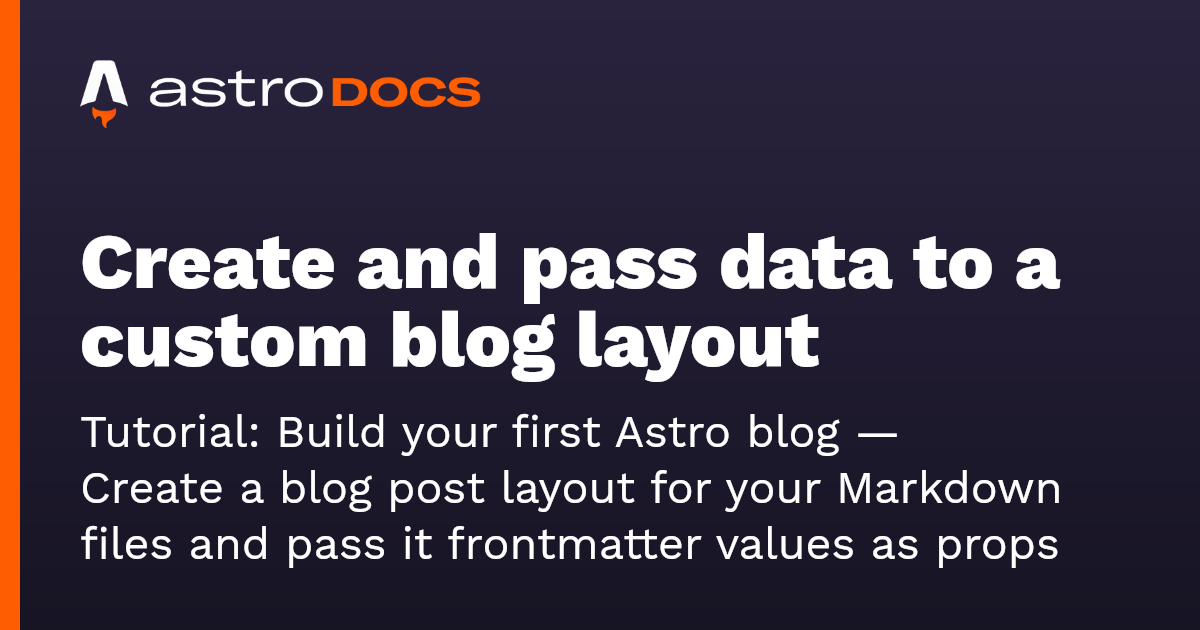 astro DOCS
Create and pass data to a
custom blog layout
Tutorial: Build your first Astro blog —
Create a blog post layout for your Markdown
files and pass it frontmatter values as props